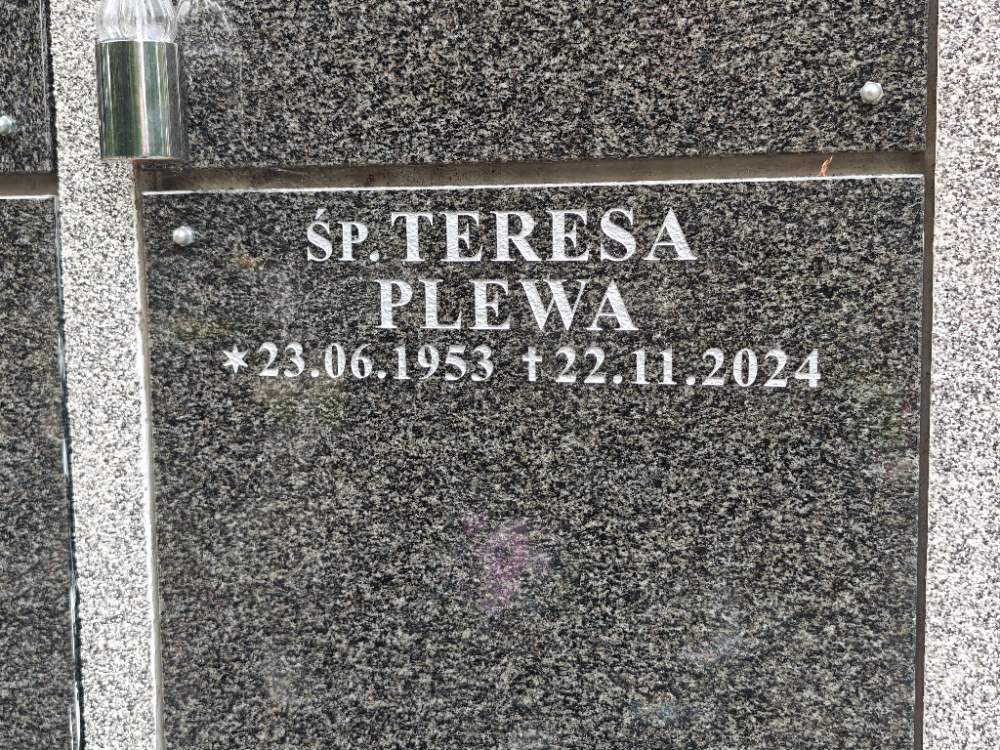 ŚP. TERESA
PLEWA
★23.06.1953 ✝22.11.2024